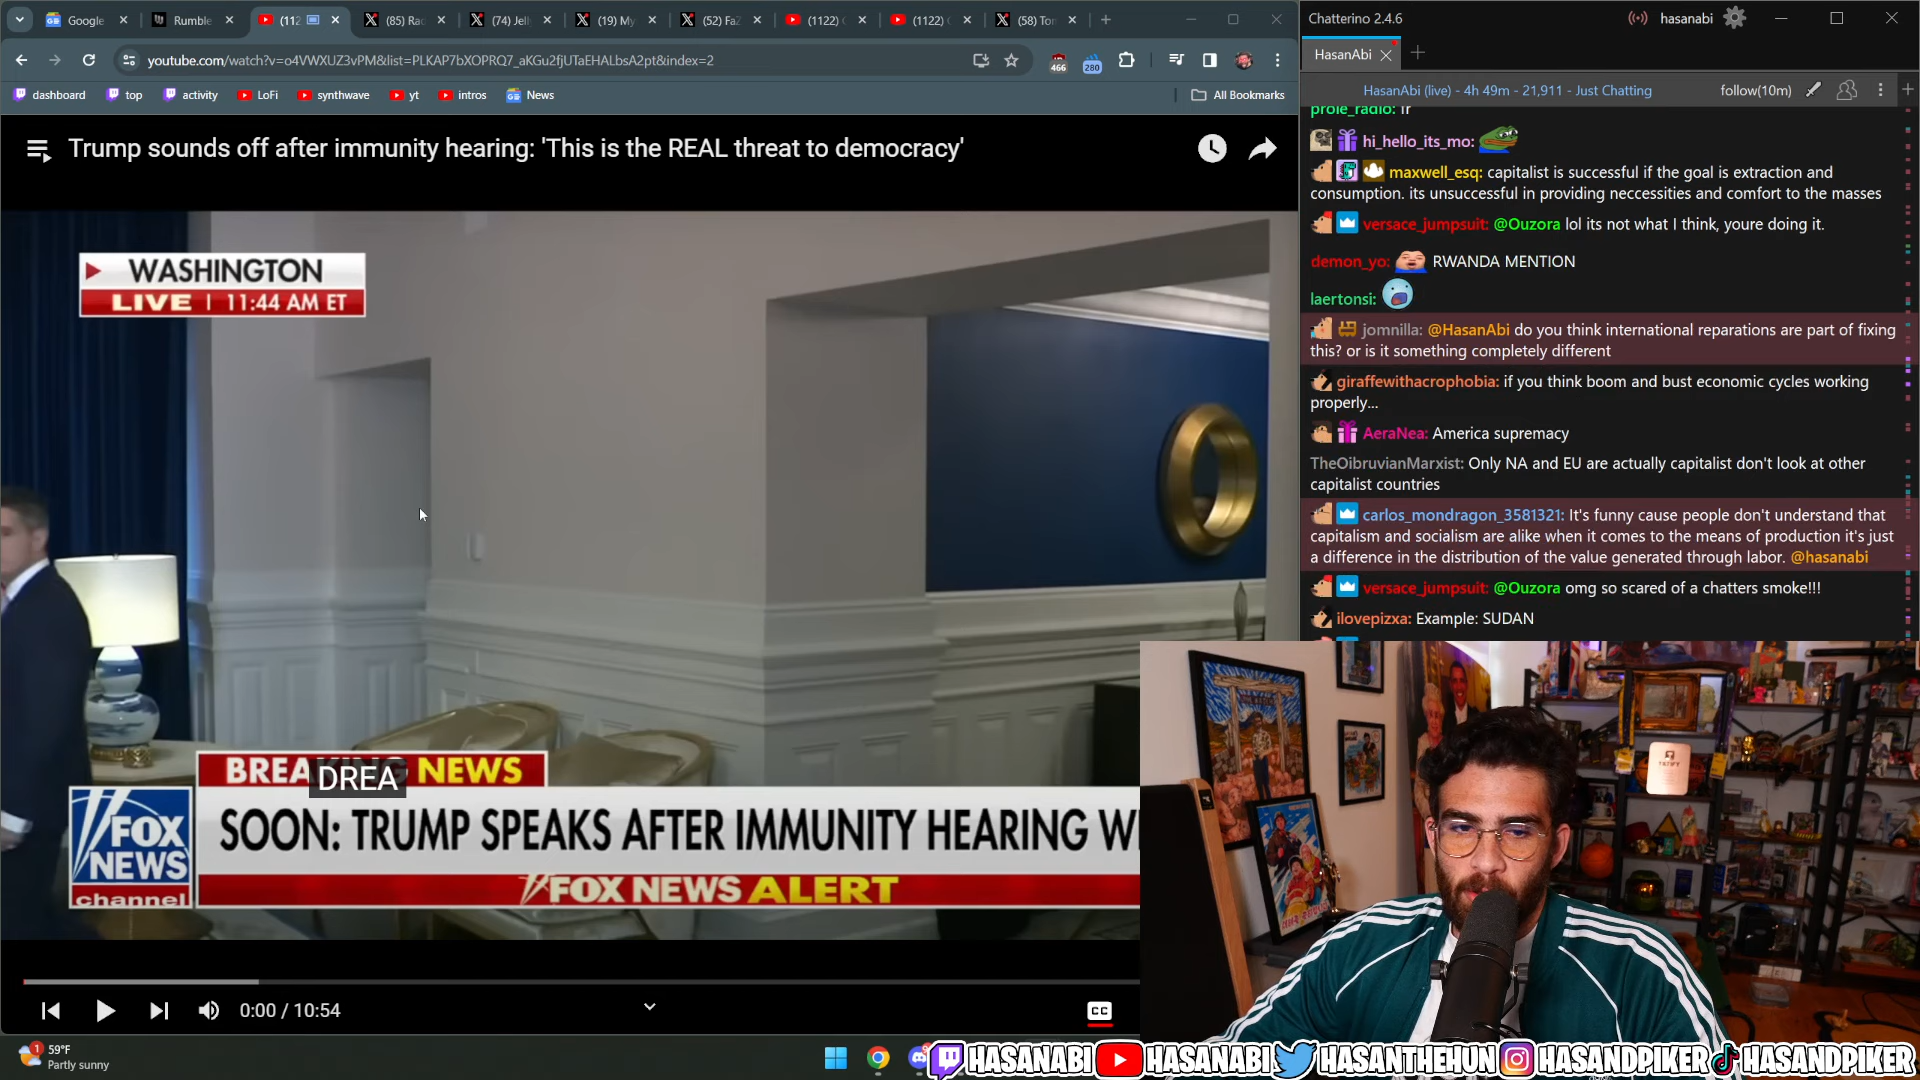 Google
Rumble
(112
(85) Rac
(74) Jell
(19) My
(52) FaZ
(1122)
(1122)
(58) Ton
youtube.com/watch?v=o4VWXUZ3vPM&list=PLKAP7bXOPRQ7_aKGu2fjUTaEHALbsA2pt&index=2
466
280
dashboard
top
activity
LoFi
synthwave
yt
intros
News
All Bookmarks
Trump sounds off after immunity hearing: 'This is the REAL threat to democracy'
WASHINGTON
LIVE | 11:44 AM ET
BREAKING NEWS
DREA
SOON: TRUMP SPEAKS AFTER IMMUNITY HEARING
FOX NEWS channel
FOX NEWS ALERT
0:00 / 10:54
CC
1
59°F
Partly sunny
Chatterino 2.4.6
hasanabi
HasanAbi
HasanAbi (live) - 4h 49m - 21,911 - Just Chatting
follow(10m)
prole_radio: fr
hi_hello_its_mo:
maxwell_esq: capitalist is successful if the goal is extraction and
consumption. its unsuccessful in providing neccessities and comfort to the masses
versace_jumpsuit: @Ouzora lol its not what I think, youre doing it.
demon_yo: RWANDA MENTION
laertonsi:
jomnilla: @HasanAbi do you think international reparations are part of fixing
this? or is it something completely different
giraffewithacrophobia: if you think boom and bust economic cycles working
properly...
AeraNea: America supremacy
TheOibruvianMarxist: Only NA and EU are actually capitalist don't look at other
capitalist countries
carlos_mondragon_3581321: It's funny cause people don't understand that
capitalism and socialism are alike when it comes to the means of production it's just
a difference in the distribution of the value generated through labor. @hasanabi
versace_jumpsuit: @Ouzora omg so scared of a chatters smoke!!!
ilovepizxa: Example: SUDAN
HASANABI HASANABI HASANTHEHUN HASANDPIKER HASANDPIKER